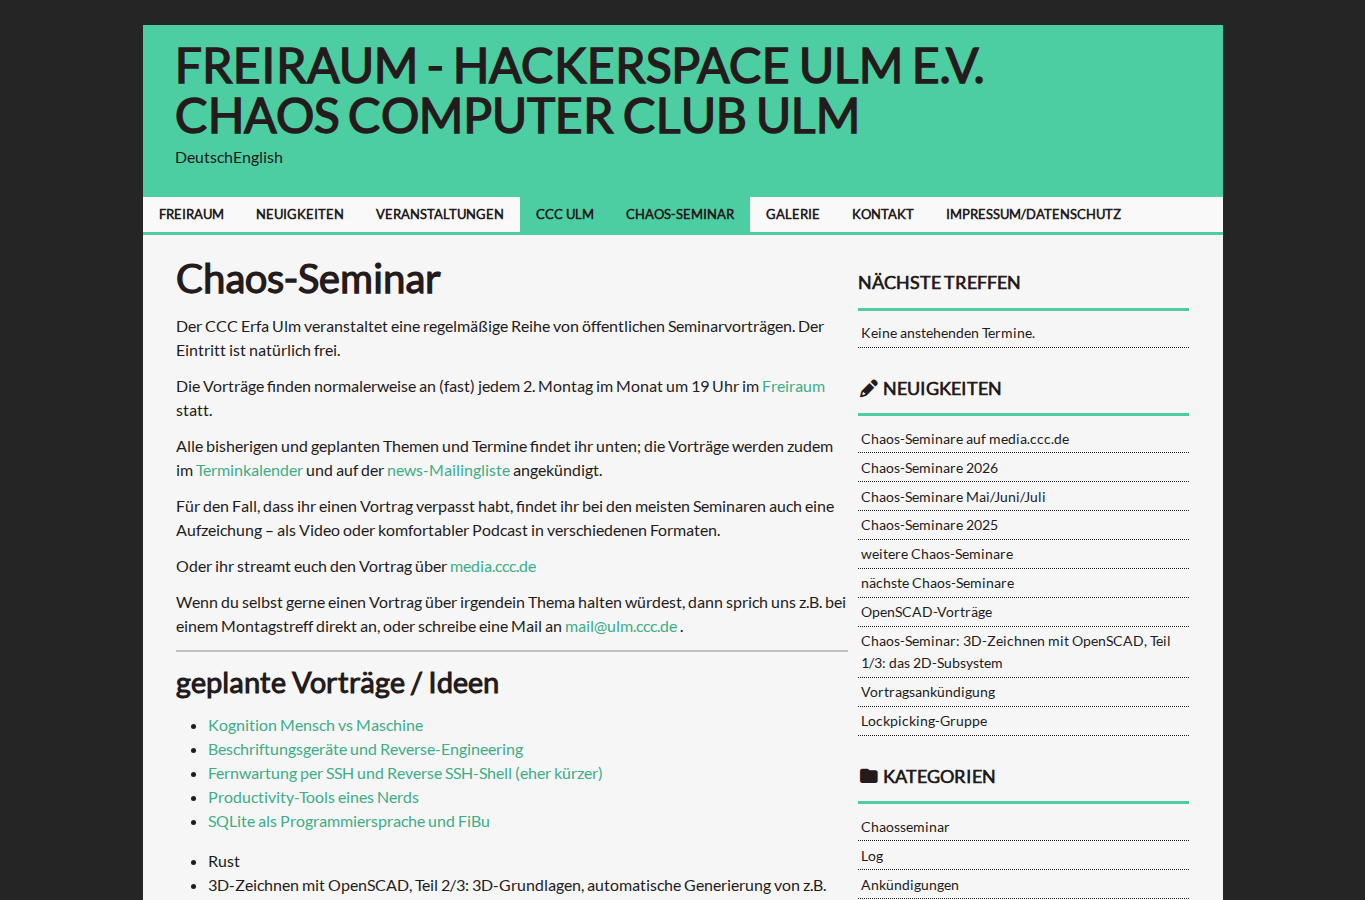 FREIRAUM - HACKERSPACE ULM E.V.
CHAOS COMPUTER CLUB ULM
DeutschEnglish
FREIRAUM NEUIGKEITEN VERANSTALTUNGEN CCC ULM CHAOS-SEMINAR GALERIE KONTAKT IMPRESSUM/DATENSCHUTZ
Chaos-Seminar
Der CCC Erfa Ulm veranstaltet eine regelmäßige Reihe von öffentlichen Seminarvorträgen. Der
Eintritt ist natürlich frei.
Die Vorträge finden normalerweise an (fast) jedem 2. Montag im Monat um 19 Uhr im Freiraum
statt.
Alle bisherigen und geplanten Themen und Termine findet ihr unten; die Vorträge werden zudem
im Terminkalender und auf der news-Mailingliste angekündigt.
Für den Fall, dass ihr einen Vortrag verpasst habt, findet ihr bei den meisten Seminaren auch eine
Aufzeichung – als Video oder komfortabler Podcast in verschiedenen Formaten.
Oder ihr streamt euch den Vortrag über media.ccc.de
Wenn du selbst gerne einen Vortrag über irgendein Thema halten würdest, dann sprich uns z.B. bei
einem Montagstreff direkt an, oder schreibe eine Mail an mail@ulm.ccc.de .
geplante Vorträge / Ideen
Kognition Mensch vs Maschine
Beschriftungsgeräte und Reverse-Engineering
Fernwartung per SSH und Reverse SSH-Shell (eher kürzer)
Productivity-Tools eines Nerds
SQLite als Programmiersprache und FiBu
Rust
3D-Zeichnen mit OpenSCAD, Teil 2/3: 3D-Grundlagen, automatische Generierung von z.B.
NÄCHSTE TREFFEN
Keine anstehenden Termine.
NEUIGKEITEN
Chaos-Seminare auf media.ccc.de
Chaos-Seminare 2026
Chaos-Seminare Mai/Juni/Juli
Chaos-Seminare 2025
weitere Chaos-Seminare
nächste Chaos-Seminare
OpenSCAD-Vorträge
Chaos-Seminar: 3D-Zeichnen mit OpenSCAD, Teil
1/3: das 2D-Subsystem
Vortragsankündigung
Lockpicking-Gruppe
KATEGORIEN
Chaosseminar
Log
Ankündigungen